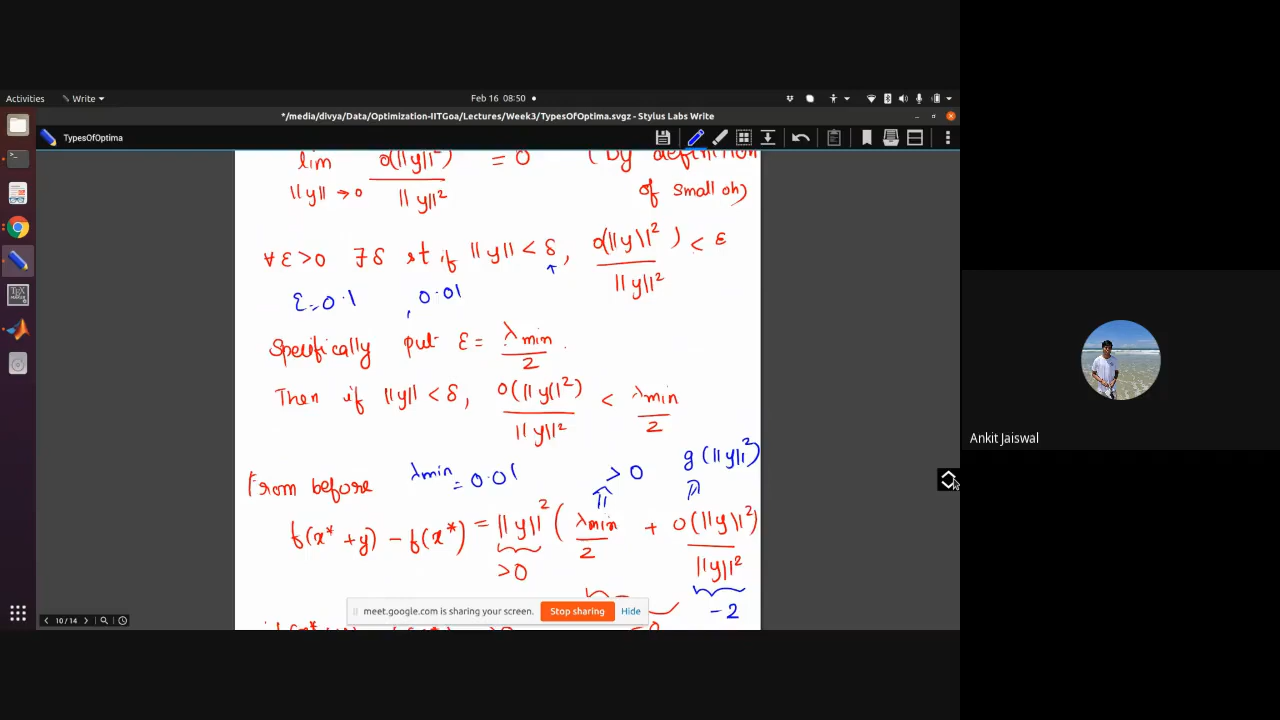 Activities
Write
Feb 16 08:50
*/media/divya/Data/Optimization-IITGoa/Lectures/Week3/TypesOfOptima.svgz - Stylus Labs Write
TypesOfOptima
lim o(||y||²) / ||y||² = 0 (By definition
||y|| → 0
of small oh)
∀ ε > 0 ∃ δ st if ||y|| < δ, o(||y||²) / ||y||² < ε
ε = 0.1 , 0.01
Specifically put ε = λmin / 2 .
Then if ||y|| < δ, o(||y||²) / ||y||² < λmin / 2
From before λmin = 0.01 > 0 g(||y||²)
f(x* + y) - f(x*) = ||y||² ( λmin / 2 + o(||y||²) / ||y||²
> 0
- 2
meet.google.com is sharing your screen.
Stop sharing
Hide
10 / 14
Ankit Jaiswal